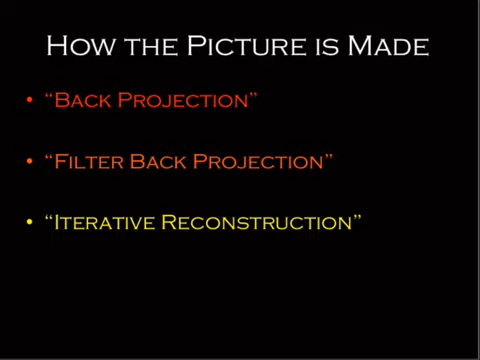 How the Picture is Made
• “Back Projection”
• “Filter Back Projection”
• “Iterative Reconstruction”